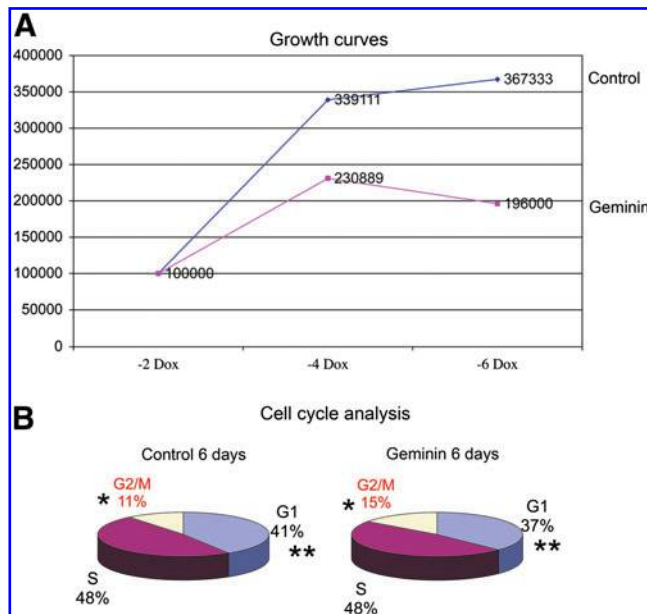 A
Growth curves
400000
350000
300000
250000
200000
150000
100000
50000
0
367333
339111
230889
196000
100000
Control
Geminin
-2 Dox
-4 Dox
-6 Dox
B
Cell cycle analysis
Control 6 days
G2/M
* 11%
G1
41%
**
S
48%
Geminin 6 days
G2/M
* 15%
G1
37%
**
S
48%